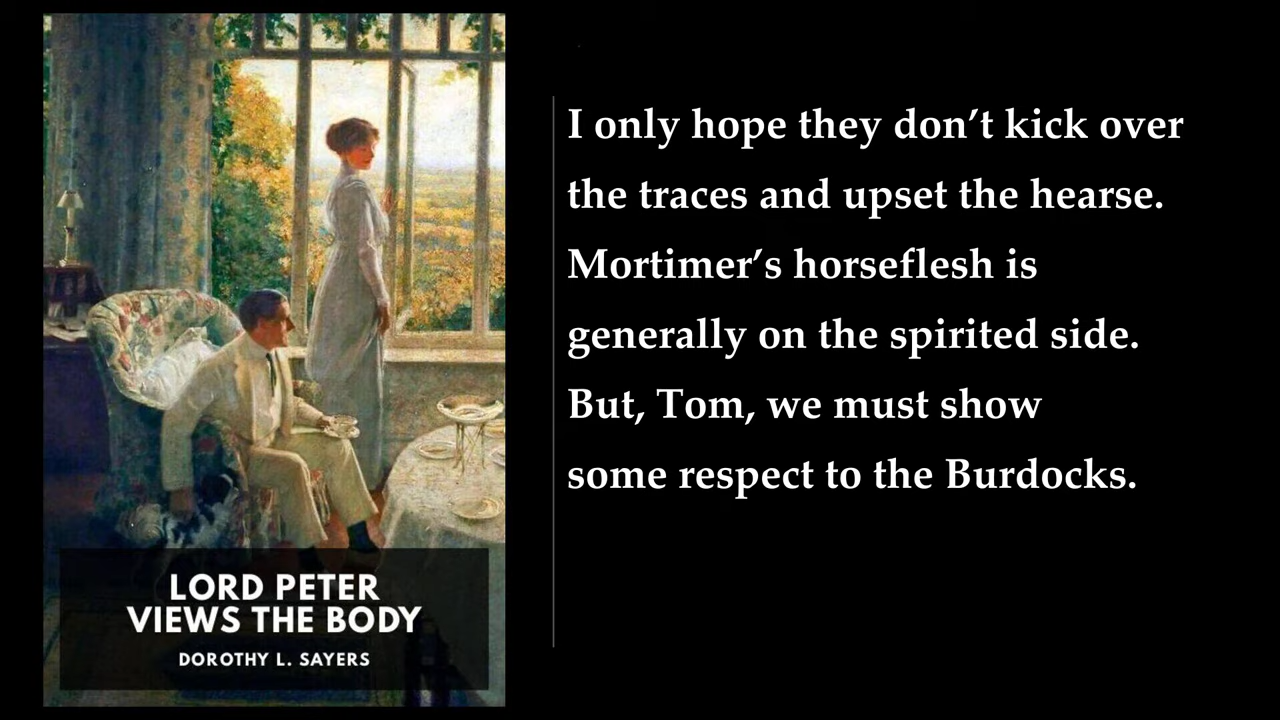 I only hope they don’t kick over
the traces and upset the hearse.
Mortimer’s horseflesh is
generally on the spirited side.
But, Tom, we must show
some respect to the Burdocks.
LORD PETER
VIEWS THE BODY
DOROTHY L. SAYERS